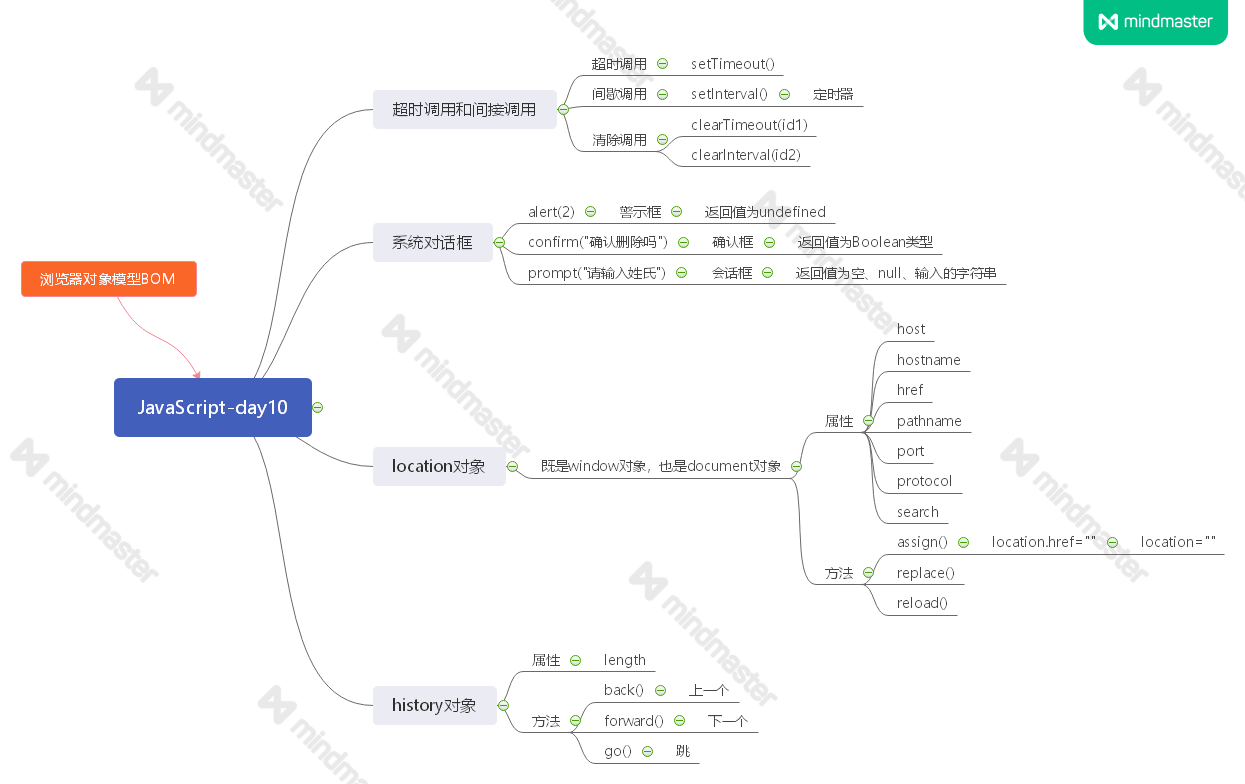 mindmaster
超时调用和间接调用
超时调用 setTimeout()
间歇调用 setInterval() 定时器
清除调用
clearTimeout(id1)
clearInterval(id2)
系统对话框
alert(2) 警示框 返回值为undefined
confirm("确认删除吗") 确认框 返回值为Boolean类型
prompt("请输入姓氏") 会话框 返回值为空、null、输入的字符串
浏览器对象模型BOM
JavaScript-day10
location对象
既是window对象，也是document对象
属性
host
hostname
href
pathname
port
protocol
search
方法
assign() location.href="" location=""
replace()
reload()
history对象
属性 length
方法
back() 上一个
forward() 下一个
go() 跳
mindmaster
mindmaster
mindmaster
mindmaster
mindmaster
mindmaster
mindmaster
mindmaster
mindmaster